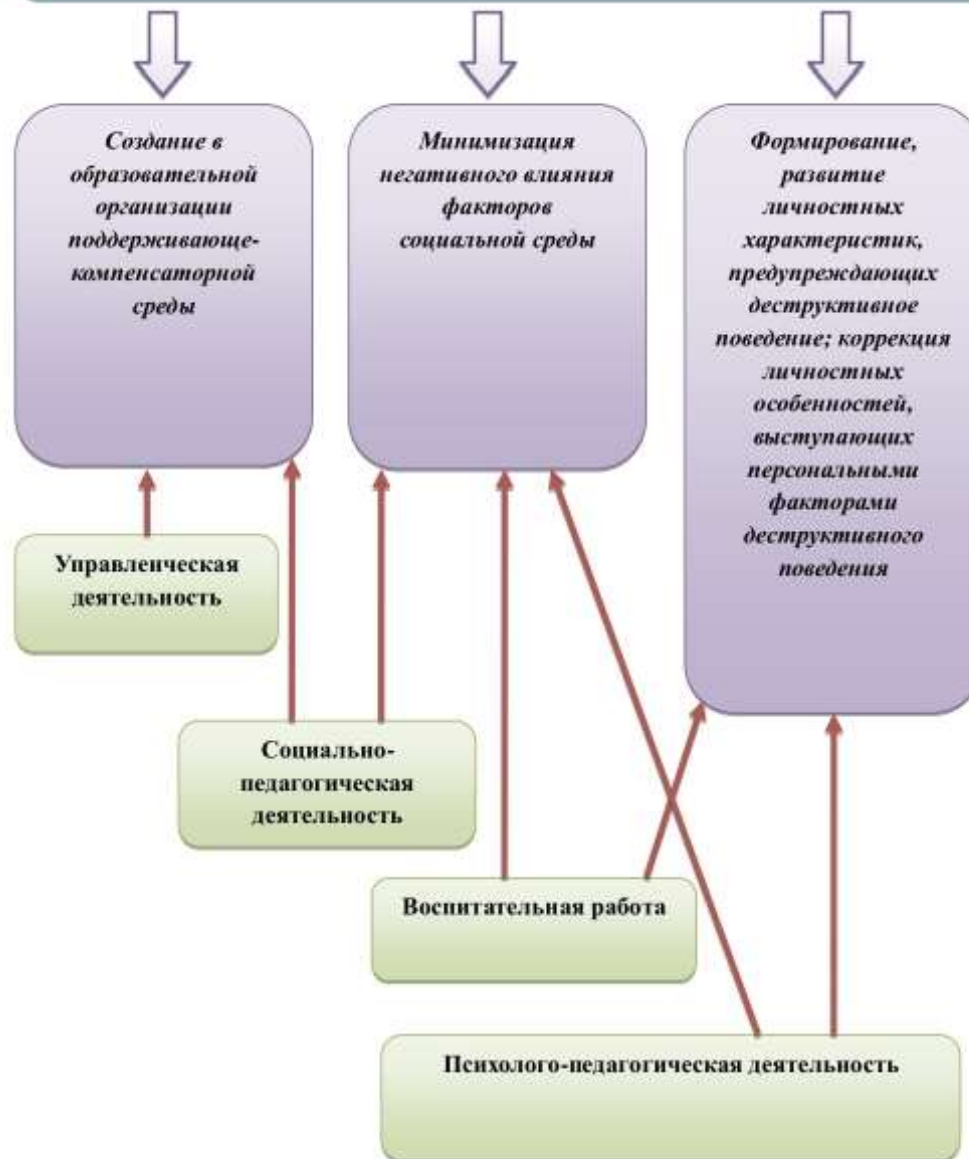 Создание в
образовательной
организации
поддерживающе-
компенсаторной
среды
Минимизация
негативного влияния
факторов
социальной среды
Формирование,
развитие
личностных
характеристик,
предупреждающих
деструктивное
поведение; коррекция
личностных
особенностей,
выступающих
персональными
факторами
деструктивного
поведения
Управленческая
деятельность
Социально-
педагогическая
деятельность
Воспитательная работа
Психолого-педагогическая деятельность